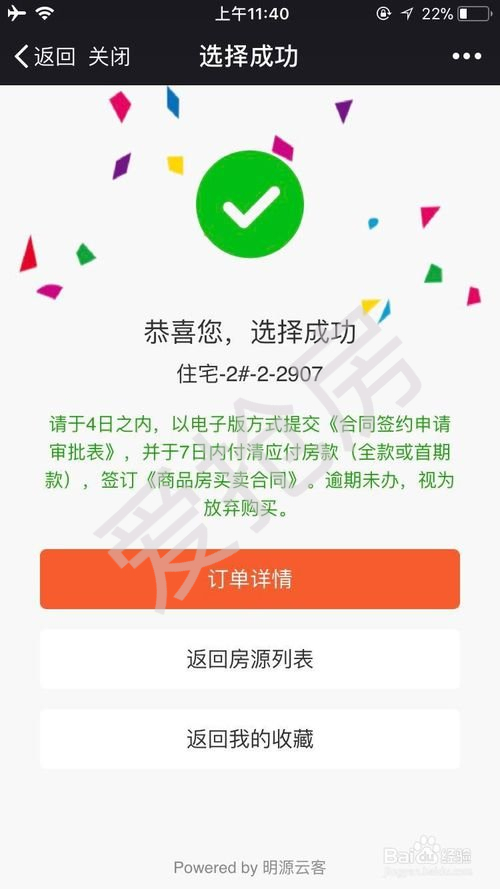 上午11:40
22%
返回 关闭
选择成功
恭喜您，选择成功
住宅-2#-2-2907
请于4日之内，以电子版方式提交《合同签约申请
审批表》，并于7日内付清应付房款（全款或首期
款），签订《商品房买卖合同》。逾期未办，视为
放弃购买。
爱抢房
订单详情
返回房源列表
返回我的收藏
Powered by 明源云客
Baidu经验
jingyan.baidu.com